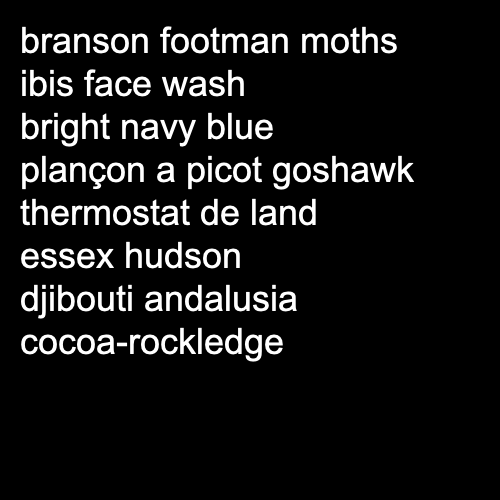 branson footman moths
ibis face wash
bright navy blue
plançon a picot goshawk
thermostat de land
essex hudson
djibouti andalusia
cocoa-rockledge